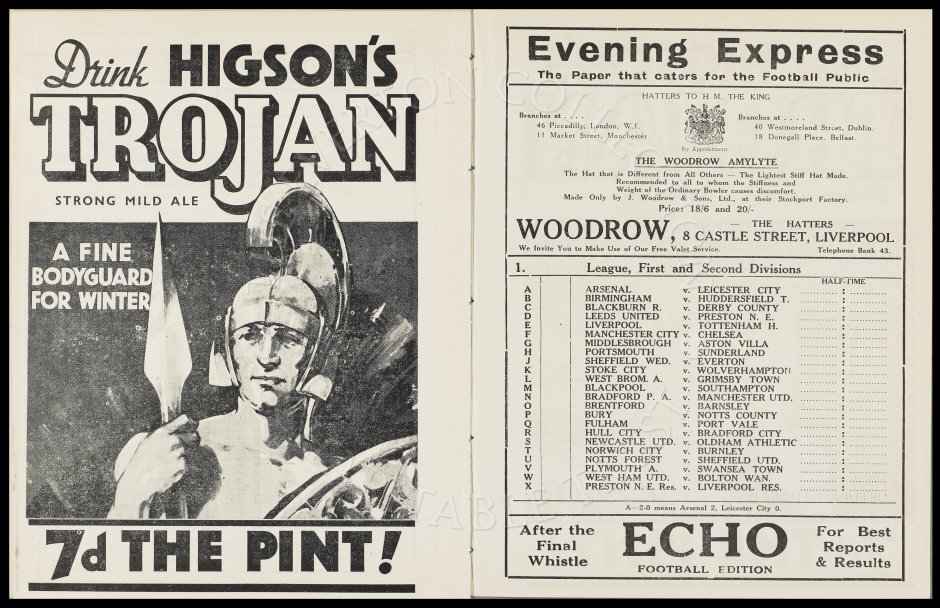 Drink HIGSON'S
TROJAN
STRONG MILD ALE
A FINE
BODYGUARD
FOR WINTER
7d THE PINT!
Evening Express
The Paper that caters for the Football Public
HATTERS TO H M. THE KING
Branches at . . . .
46 Piccadilly, London, W.1.
11 Market Street, Manchester.
By Appointment
Branches at . . . .
40 Westmoreland Street, Dublin.
18 Donegall Place, Belfast.
THE WOODROW AMYLYTE
The Hat that is Different from All Others — The Lightest Stiff Hat Made.
Recommended to all to whom the Stiffness and
Weight of the Ordinary Bowler causes discomfort.
Made Only by J. Woodrow & Sons, Ltd., at their Stockport Factory.
Price: 18/6 and 20/-
WOODROW, — THE HATTERS —
8 CASTLE STREET, LIVERPOOL
We Invite You to Make Use of Our Free Valet Service. Telephone Bank 43.
1. League, First and Second Divisions
HALF-TIME
A ARSENAL v. LEICESTER CITY
B BIRMINGHAM v. HUDDERSFIELD T.
C BLACKBURN R. v. DERBY COUNTY
D LEEDS UNITED v. PRESTON N. E.
E LIVERPOOL v. TOTTENHAM H.
F MANCHESTER CITY v. CHELSEA
G MIDDLESBROUGH v. ASTON VILLA
H PORTSMOUTH v. SUNDERLAND
J SHEFFIELD WED. v. EVERTON
K STOKE CITY v. WOLVERHAMPTON
L WEST BROM. A. v. GRIMSBY TOWN
M BLACKPOOL v. SOUTHAMPTON
N BRADFORD P. A. v. MANCHESTER UTD.
O BRENTFORD v. BARNSLEY
P BURY v. NOTTS COUNTY
Q FULHAM v. PORT VALE
R HULL CITY v. BRADFORD CITY
S NEWCASTLE UTD. v. OLDHAM ATHLETIC
T NORWICH CITY v. BURNLEY
U NOTTS FOREST v. SHEFFIELD UTD.
V PLYMOUTH A. v. SWANSEA TOWN
W WEST HAM UTD. v. BOLTON WAN.
X PRESTON N. E. Res. v. LIVERPOOL RES.
A—2-0 means Arsenal 2, Leicester City 0.
After the
Final
Whistle
ECHO
FOOTBALL EDITION
For Best
Reports
& Results